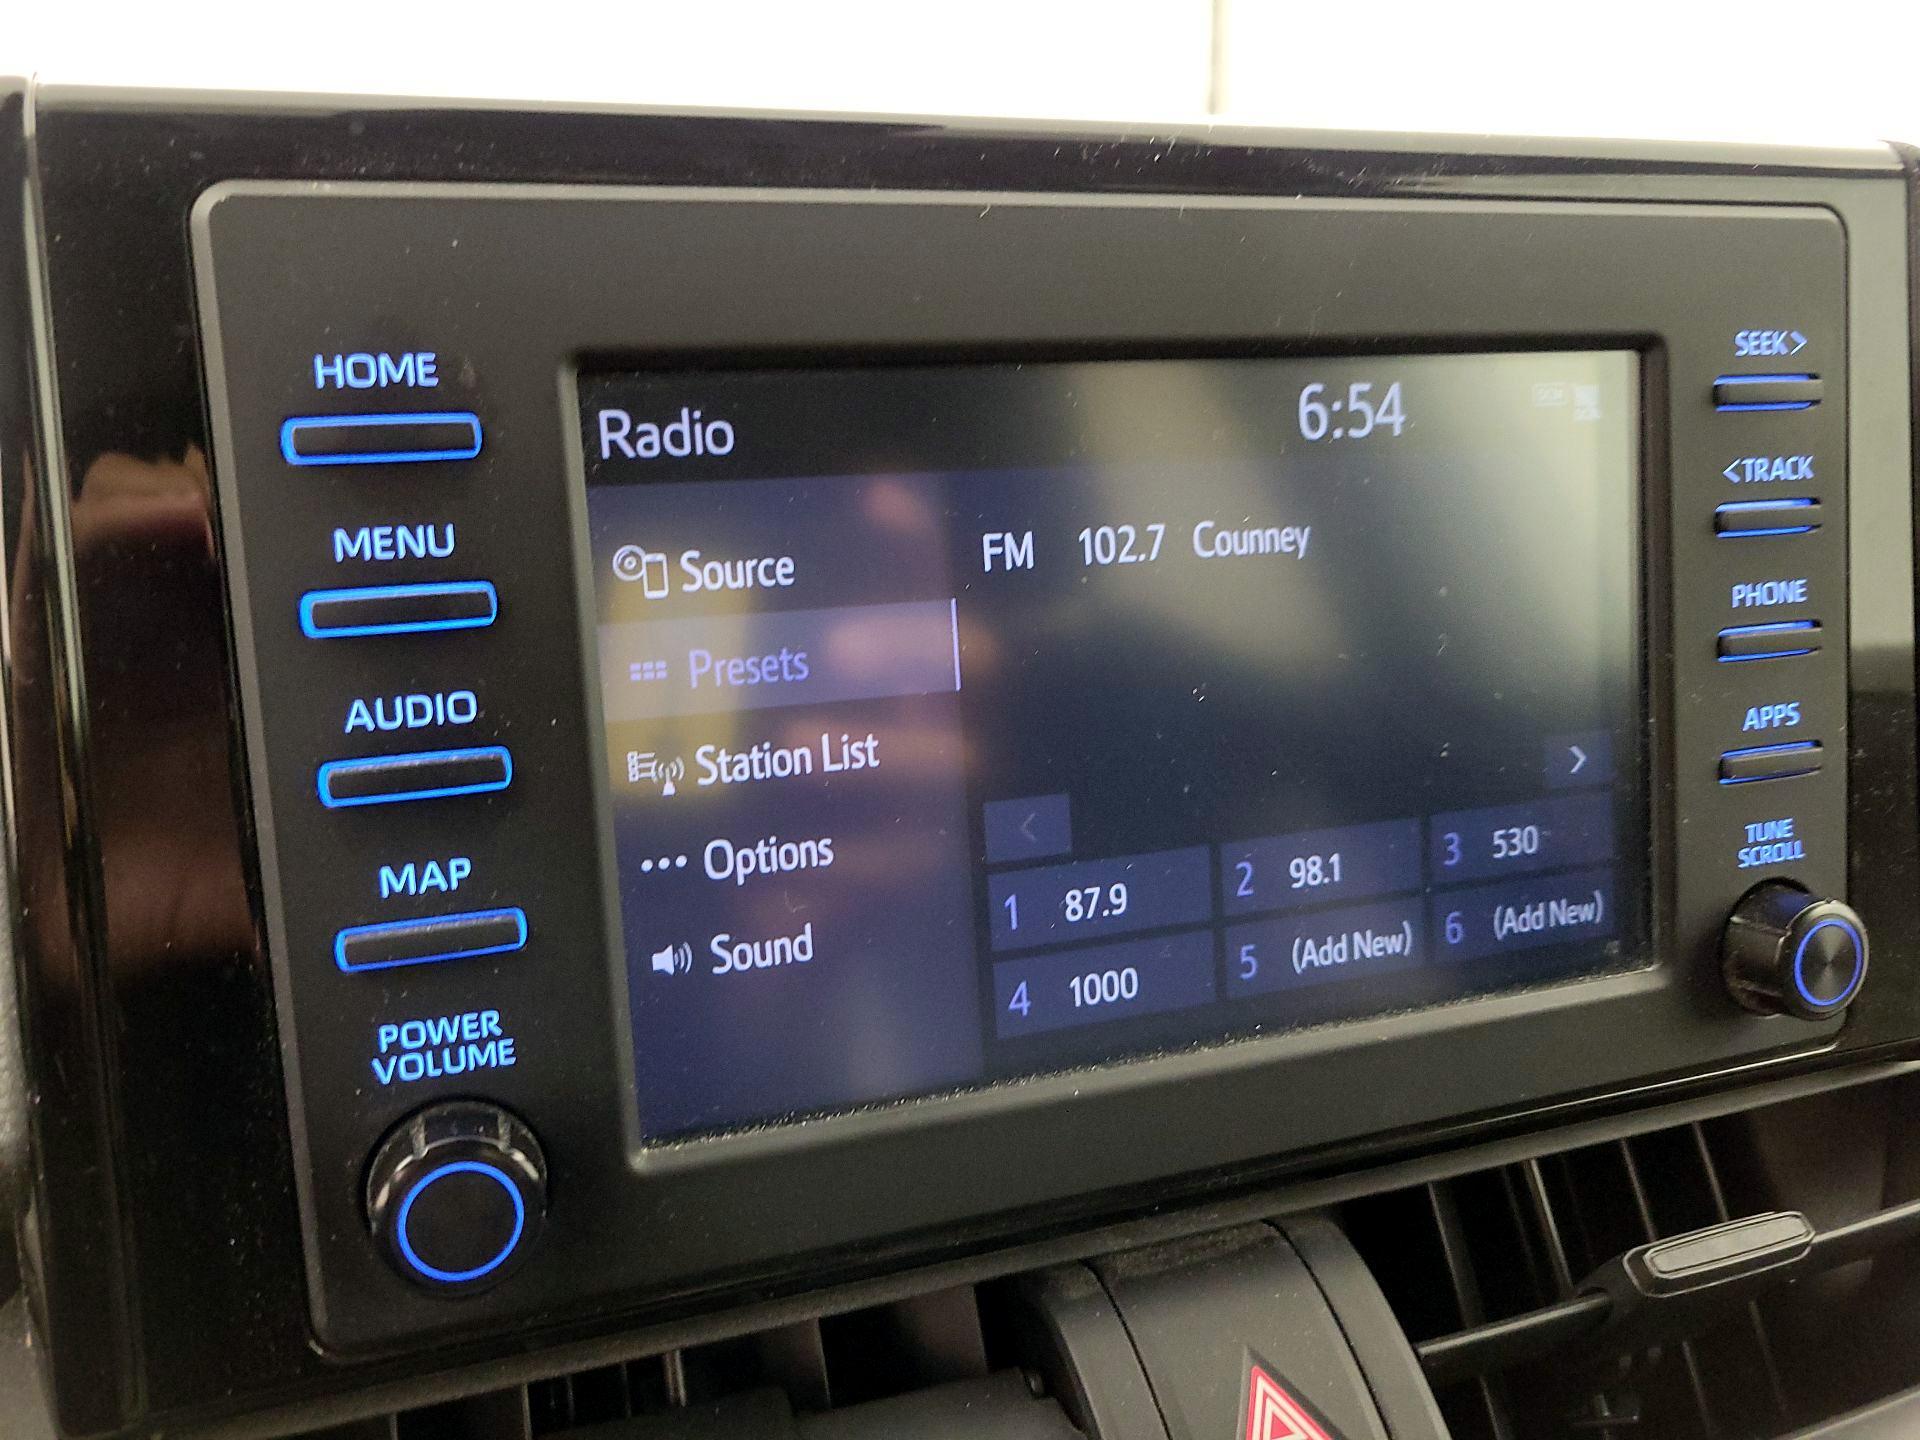 HOME
MENU
AUDIO
MAP
POWER
VOLUME
Radio
6:54
Source
Presets
Station List
Options
Sound
FM 102.7 Counney
1 87.9
2 98.1
3 530
4 1000
5 (Add New)
6 (Add New)
SEEK>
<TRACK
PHONE
APPS
TUNE
SCROLL